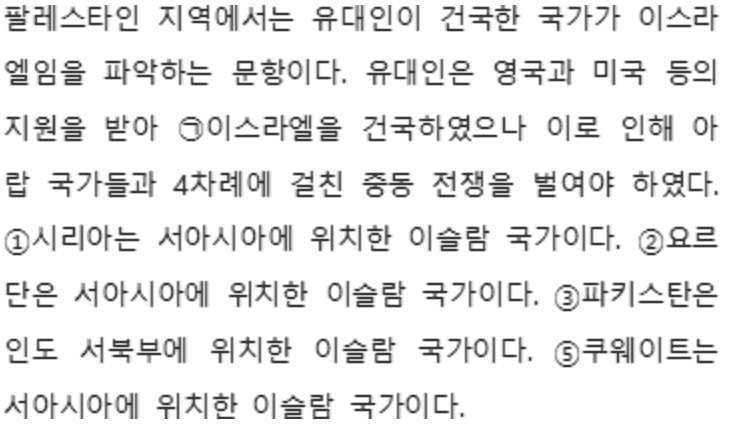 팔레스타인 지역에서는 유대인이 건국한 국가가 이스라
엘임을 파악하는 문항이다. 유대인은 영국과 미국 등의
지원을 받아 ㉠이스라엘을 건국하였으나 이로 인해 아
랍 국가들과 4차례에 걸친 중동 전쟁을 벌여야 하였다.
①시리아는 서아시아에 위치한 이슬람 국가이다. ②요르
단은 서아시아에 위치한 이슬람 국가이다. ③파키스탄은
인도 서북부에 위치한 이슬람 국가이다. ⑤쿠웨이트는
서아시아에 위치한 이슬람 국가이다.